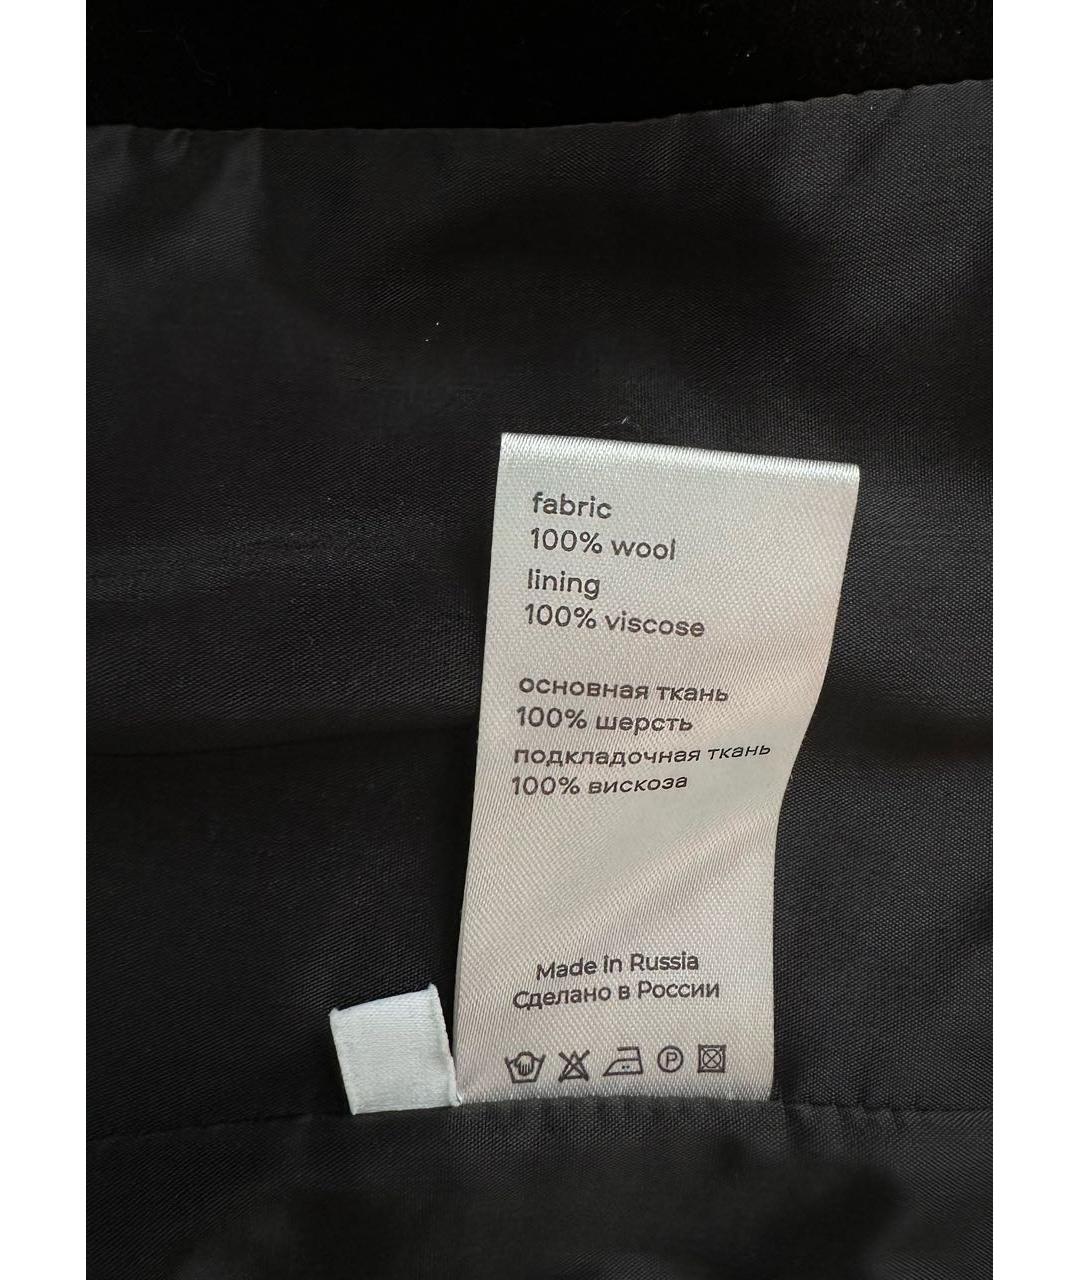 fabric
100% wool
lining
100% viscose
основная ткань
100% шерсть
подкладочная ткань
100% вискоза
Made In Russia
Сделано в России
P